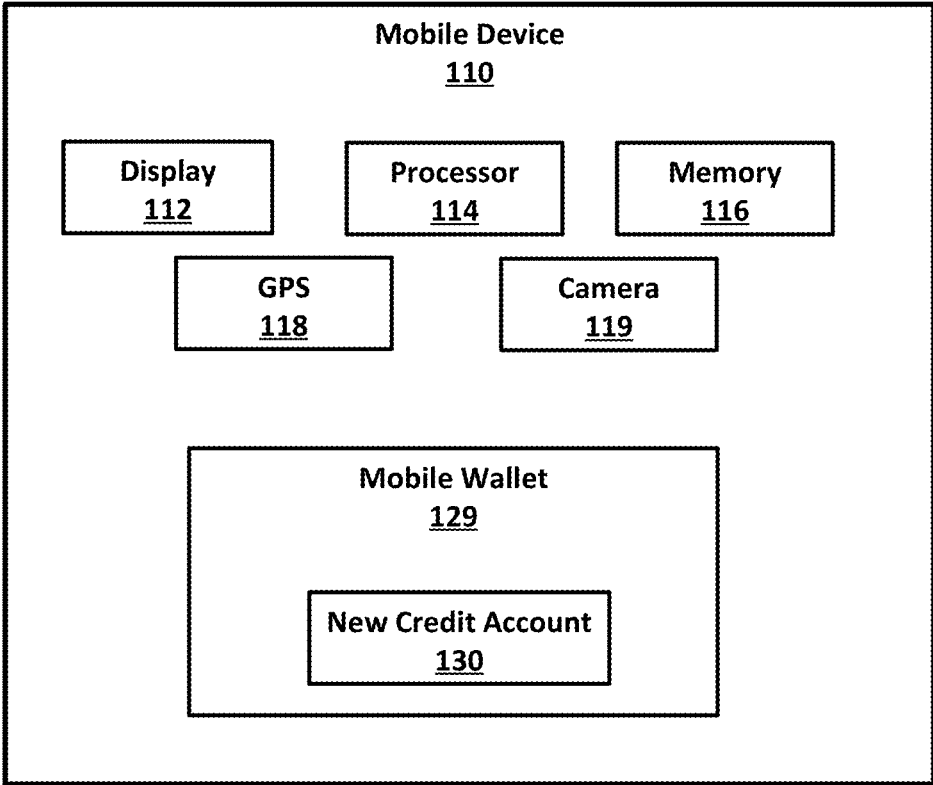 Mobile Device
110
Display
112
Processor
114
Memory
116
GPS
118
Camera
119
Mobile Wallet
129
New Credit Account
130